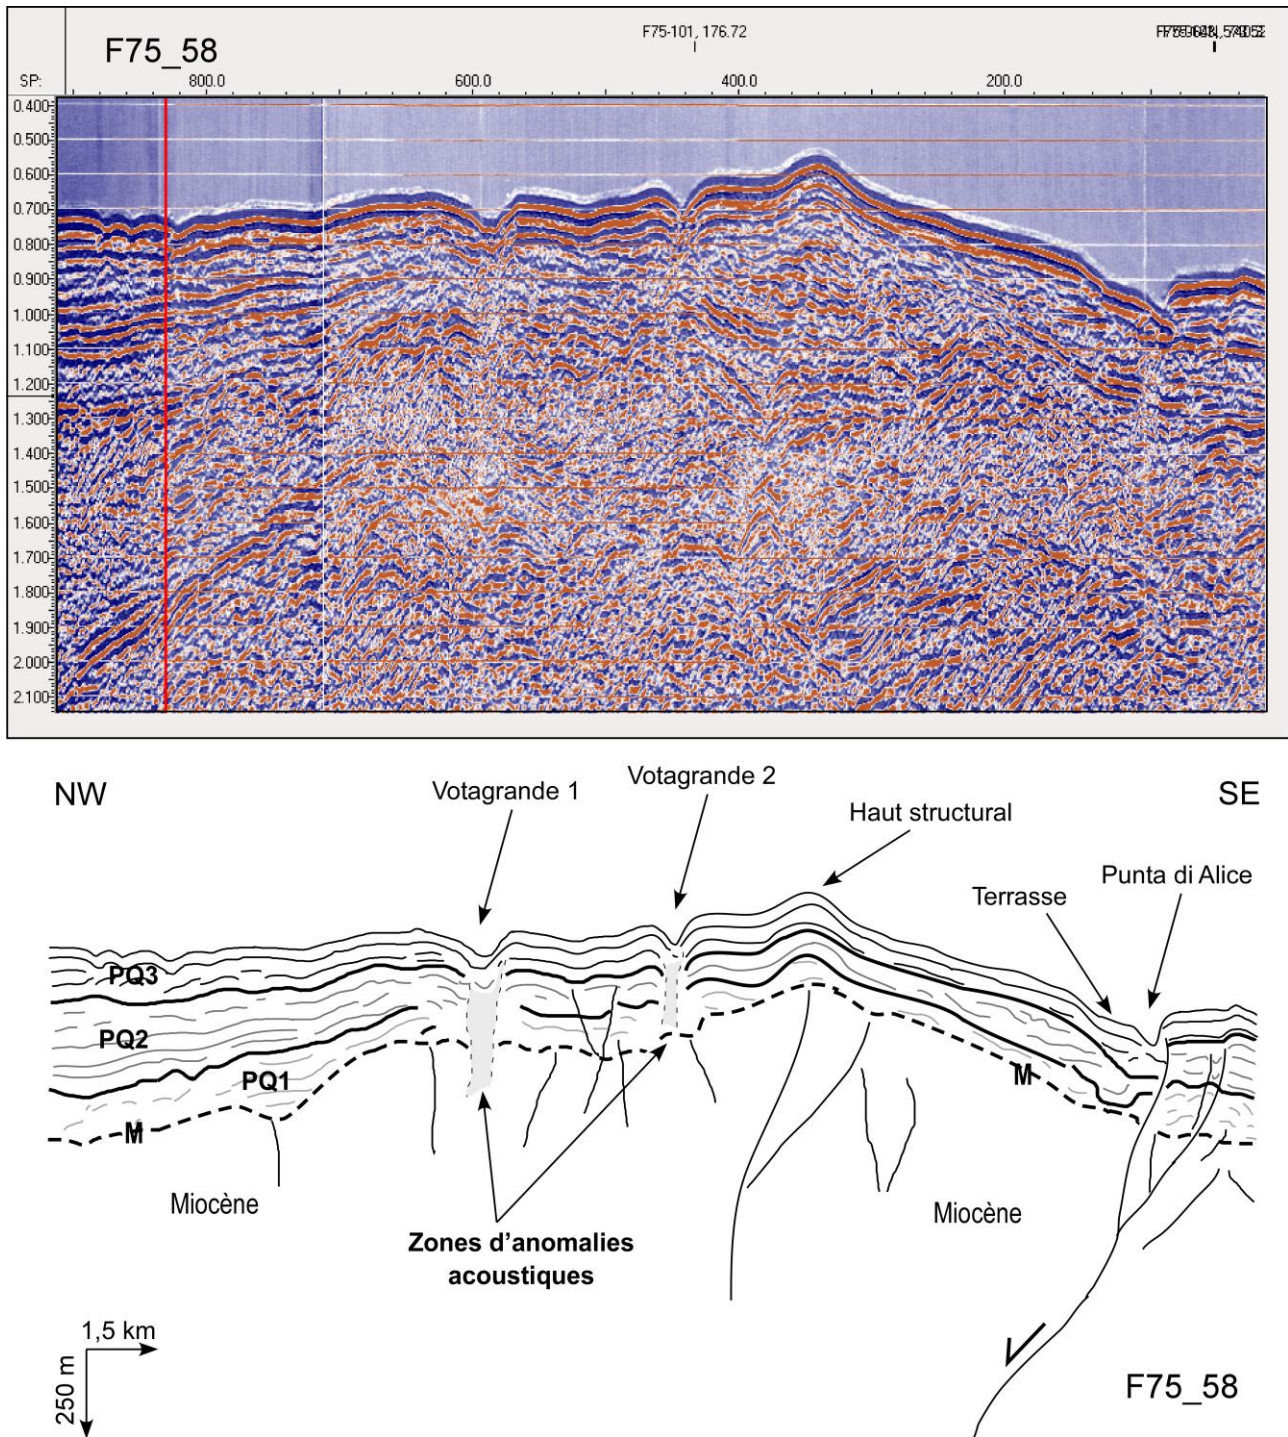 F75_58
F75-101, 176.72
SP:
800.0 600.0 400.0 200.0
0.400
0.500
0.600
0.700
0.800
0.900
1.000
1.100
1.200
1.300
1.400
1.500
1.600
1.700
1.800
1.900
2.000
2.100
NW
Votagrande 1
Votagrande 2
Haut structural
SE
Terrasse
Punta di Alice
PQ3
PQ2
PQ1
M
M
Miocène
Miocène
Zones d’anomalies
acoustiques
1,5 km
250 m
F75_58